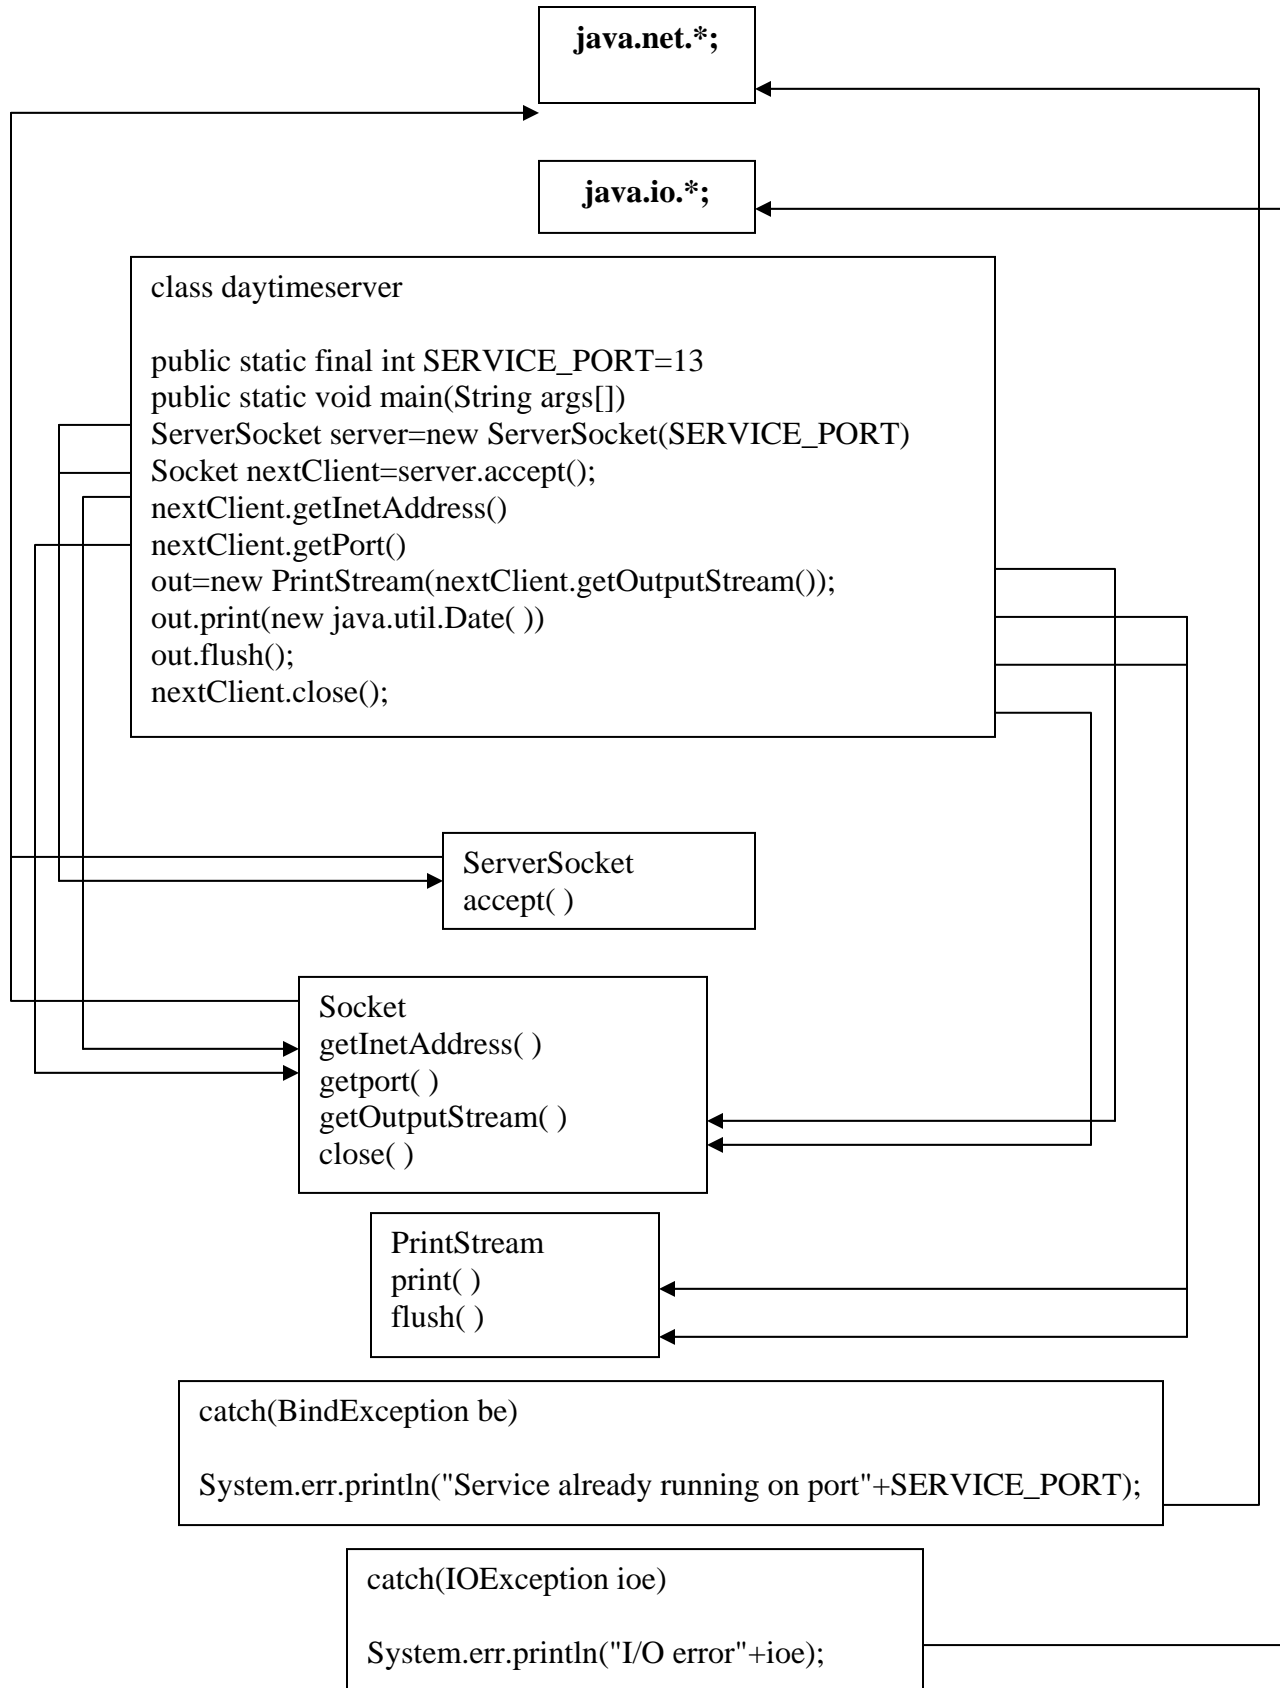 java.net.*;
java.io.*;
class daytimeserver
public static final int SERVICE_PORT=13
public static void main(String args[])
ServerSocket server=new ServerSocket(SERVICE_PORT)
Socket nextClient=server.accept();
nextClient.getInetAddress()
nextClient.getPort()
out=new PrintStream(nextClient.getOutputStream());
out.print(new java.util.Date( ))
out.flush();
nextClient.close();
ServerSocket
accept( )
Socket
getInetAddress( )
getport( )
getOutputStream( )
close( )
PrintStream
print( )
flush( )
catch(BindException be)
System.err.println("Service already running on port"+SERVICE_PORT);
catch(IOException ioe)
System.err.println("I/O error"+ioe);